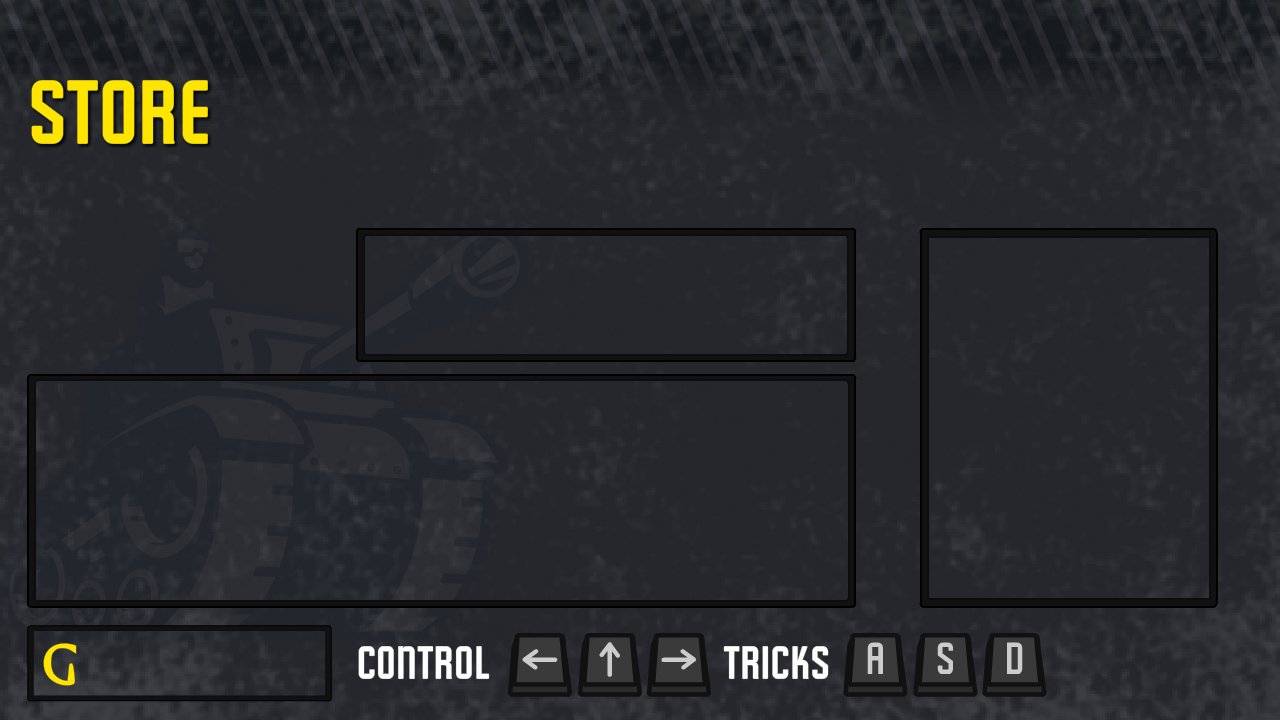 STORE
G CONTROL ← ↑ → TRICKS A S D